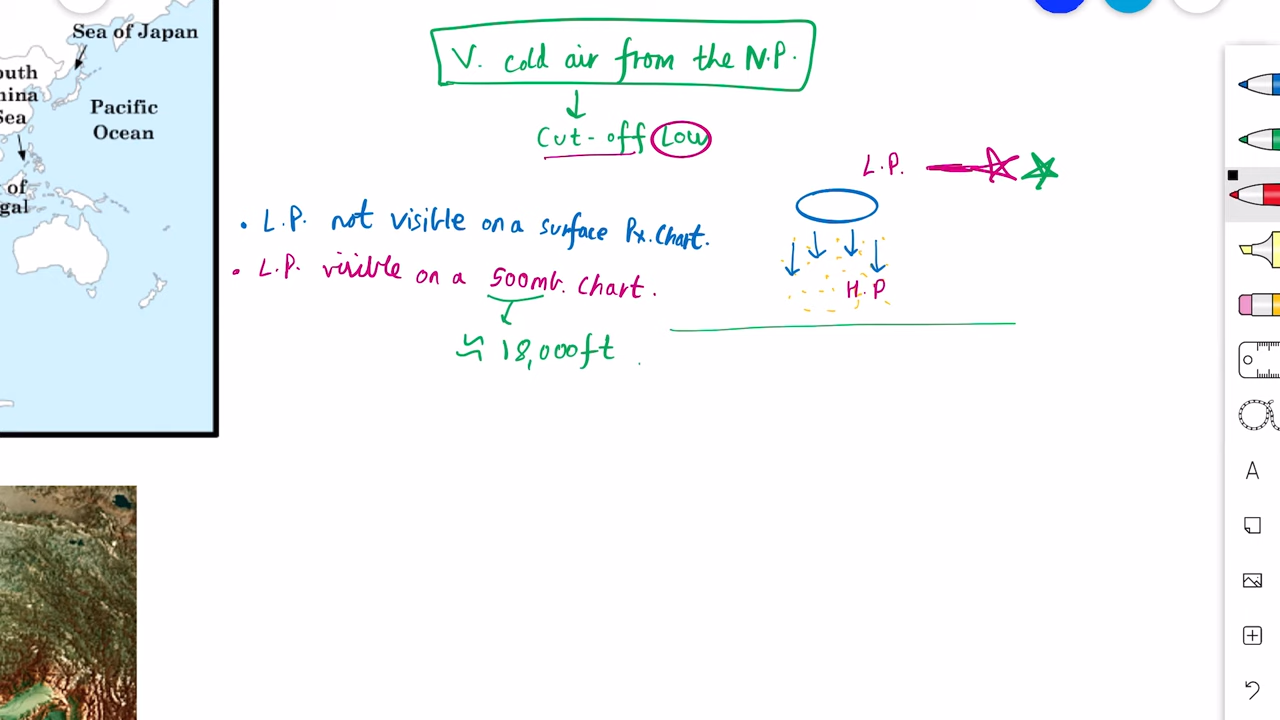 Sea of Japan
outh
hina
Sea
Pacific
Ocean
of
gal
V. cold air from the N.P.
Cut-off Low
L.P.
• L.P. not visible on a surface Px. Chart.
• L.P. visible on a 500mb. Chart.
H.P
≈ 18,000ft.
A